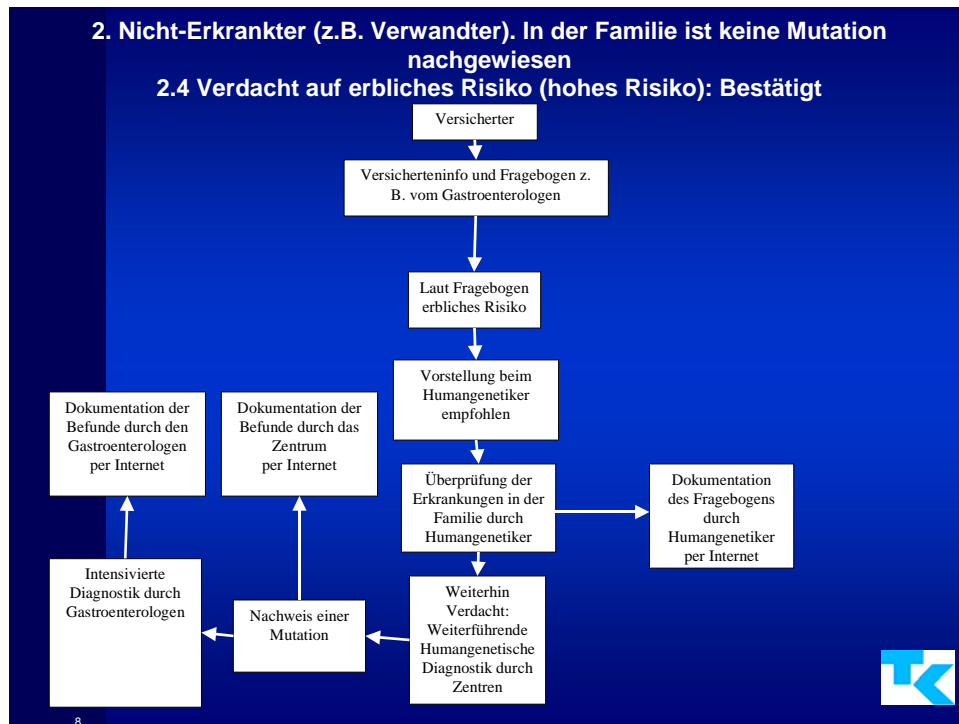 2. Nicht-Erkrankter (z.B. Verwandter). In der Familie ist keine Mutation
nachgewiesen
2.4 Verdacht auf erbliches Risiko (hohes Risiko): Bestätigt
Versicherter
Versicherteninfo und Fragebogen z.
B. vom Gastroenterologen
Laut Fragebogen
erbliches Risiko
Vorstellung beim
Humangenetiker
empfohlen
Dokumentation der
Befunde durch den
Gastroenterologen
per Internet
Dokumentation der
Befunde durch das
Zentrum
per Internet
Überprüfung der
Erkrankungen in der
Familie durch
Humangenetiker
Dokumentation
des Fragebogens
durch
Humangenetiker
per Internet
Intensivierte
Diagnostik durch
Gastroenterologen
Nachweis einer
Mutation
Weiterhin
Verdacht:
Weiterführende
Humangenetische
Diagnostik durch
Zentren
TK
8